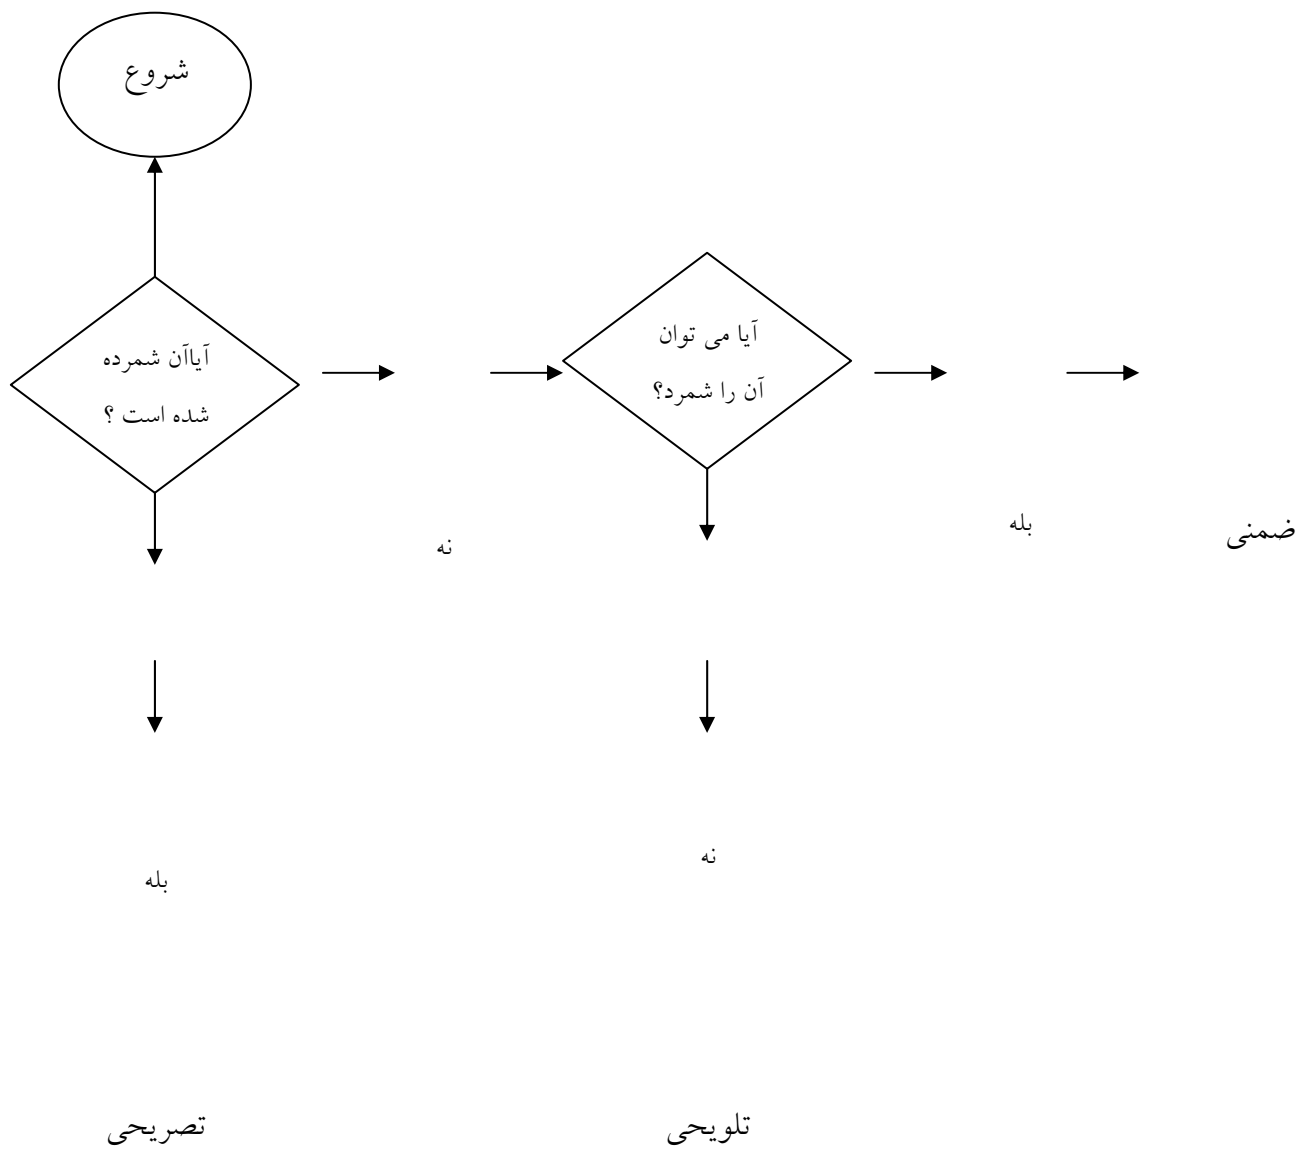 شروع
آیاآن شمرده
شده است ؟
آیا می توان
آن را شمرد؟
نه
بله
ضمنی
بله
نه
تصریحی
تلویحی